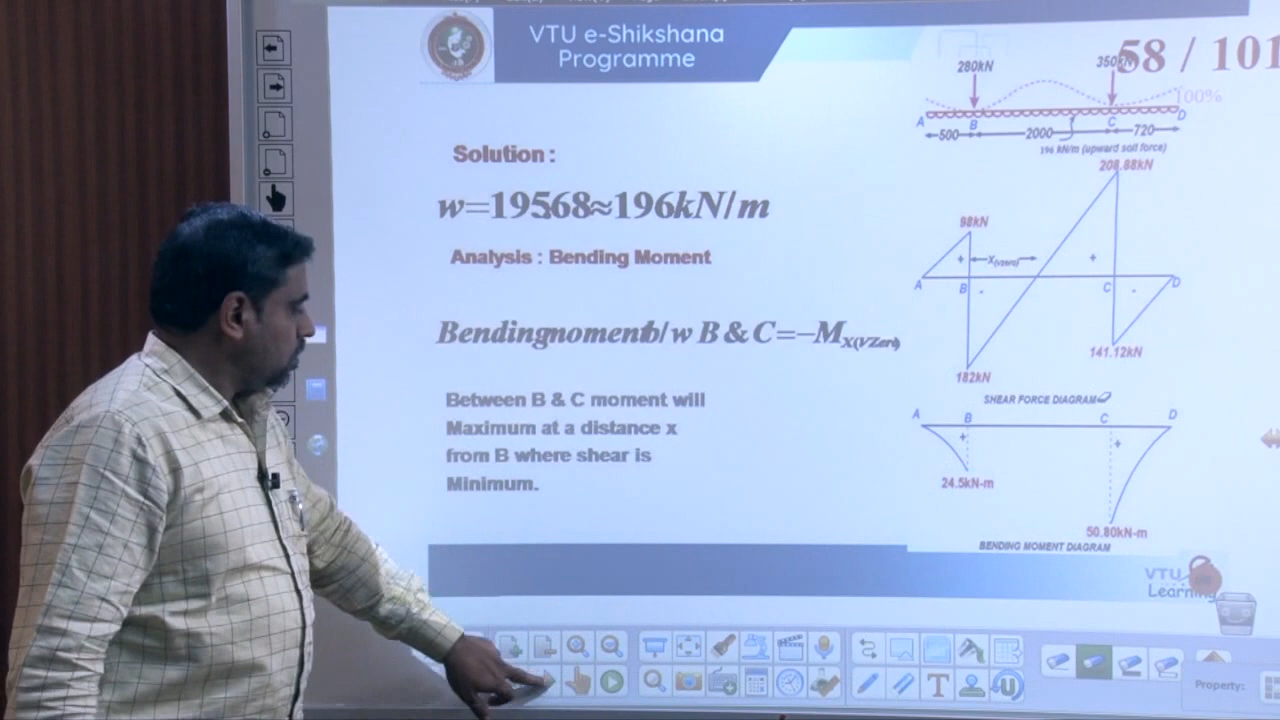 VTU e-Shikshana
Programme
58 / 101
100%
280kN
350kN
A
B
C
D
500
2000
720
196 kN/m (upward soil force)
Solution :
w=19568≈196kN/m
Analysis : Bending Moment
Bendingmomentb/w B & C=–M X(VZero)
Between B & C moment will
Maximum at a distance x
from B where shear is
Minimum.
208.88kN
98kN
+
X(Vzero)
+
A
B
-
C
-
D
141.12kN
182kN
SHEAR FORCE DIAGRAM
A
B
C
D
+
+
24.5kN-m
50.80kN-m
BENDING MOMENT DIAGRAM
VTU
Learning
T
Property: